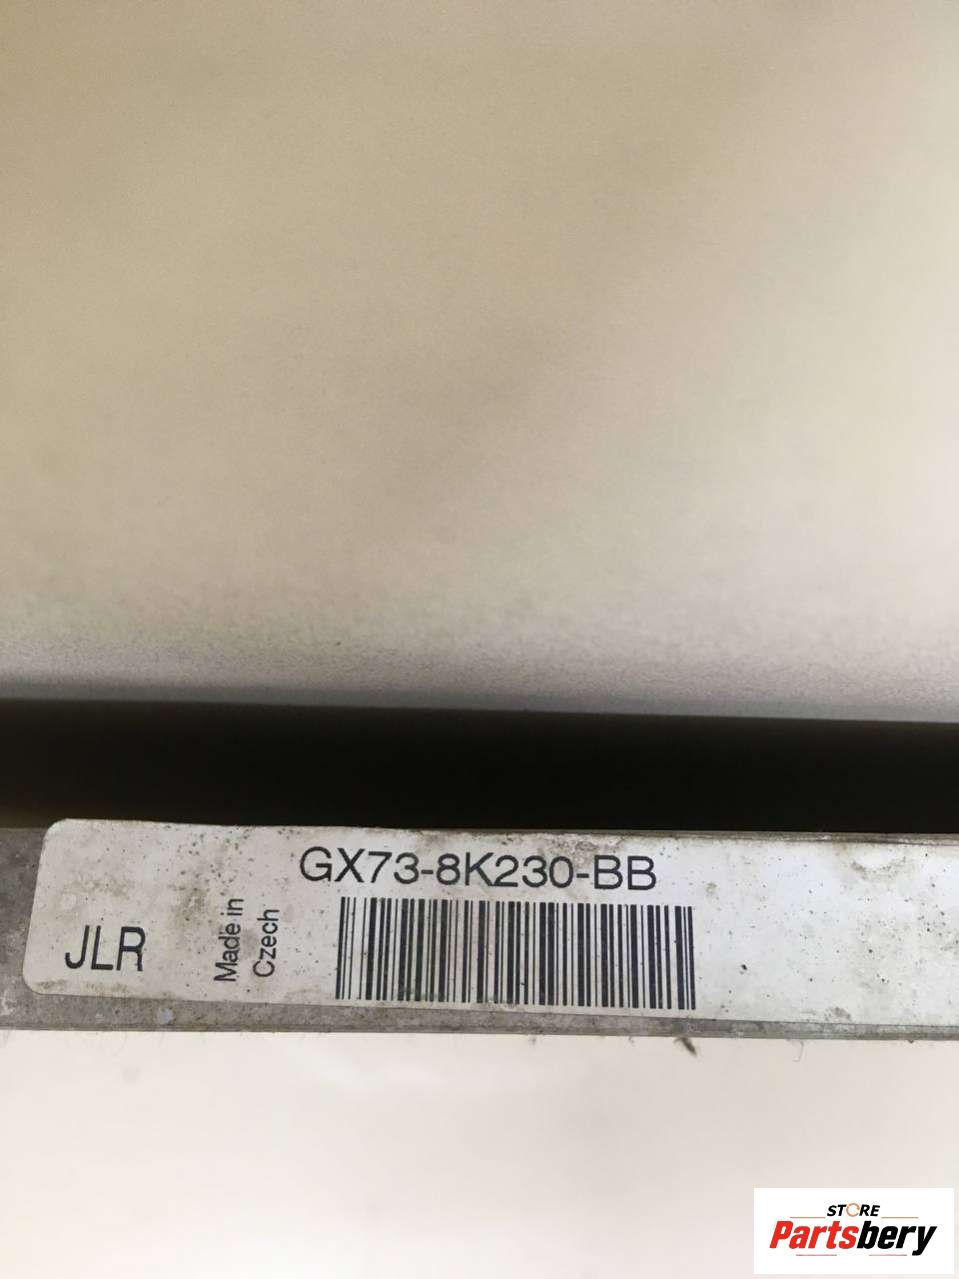 GX73-8K230-BB
JLR
Made in
Czech
STORE
Partsbery